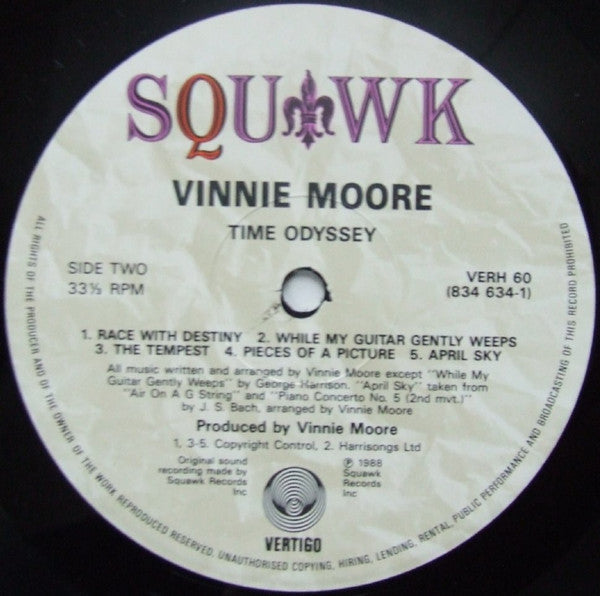 SQUAWK
VINNIE MOORE
TIME ODYSSEY
SIDE TWO
33⅓ RPM
VERH 60
(834 634-1)
1. RACE WITH DESTINY 2. WHILE MY GUITAR GENTLY WEEPS
3. THE TEMPEST 4. PIECES OF A PICTURE 5. APRIL SKY
All music written and arranged by Vinnie Moore except "While My
Guitar Gently Weeps" by George Harrison. "April Sky" taken from
"Air On A G String" and "Piano Concerto No. 5 (2nd mvt.)"
by J. S. Bach, arranged by Vinnie Moore
Produced by Vinnie Moore
1, 3-5. Copyright Control, 2. Harrisongs Ltd
Original sound
recording made by
Squawk Records
Inc
℗ 1988
Squawk
Records
Inc
VERTIGO
ALL RIGHTS OF THE PRODUCER AND OF THE OWNER OF THE WORK REPRODUCED RESERVED. UNAUTHORISED COPYING, HIRING, LENDING, RENTAL, PUBLIC PERFORMANCE AND BROADCASTING OF THIS RECORD PROHIBITED